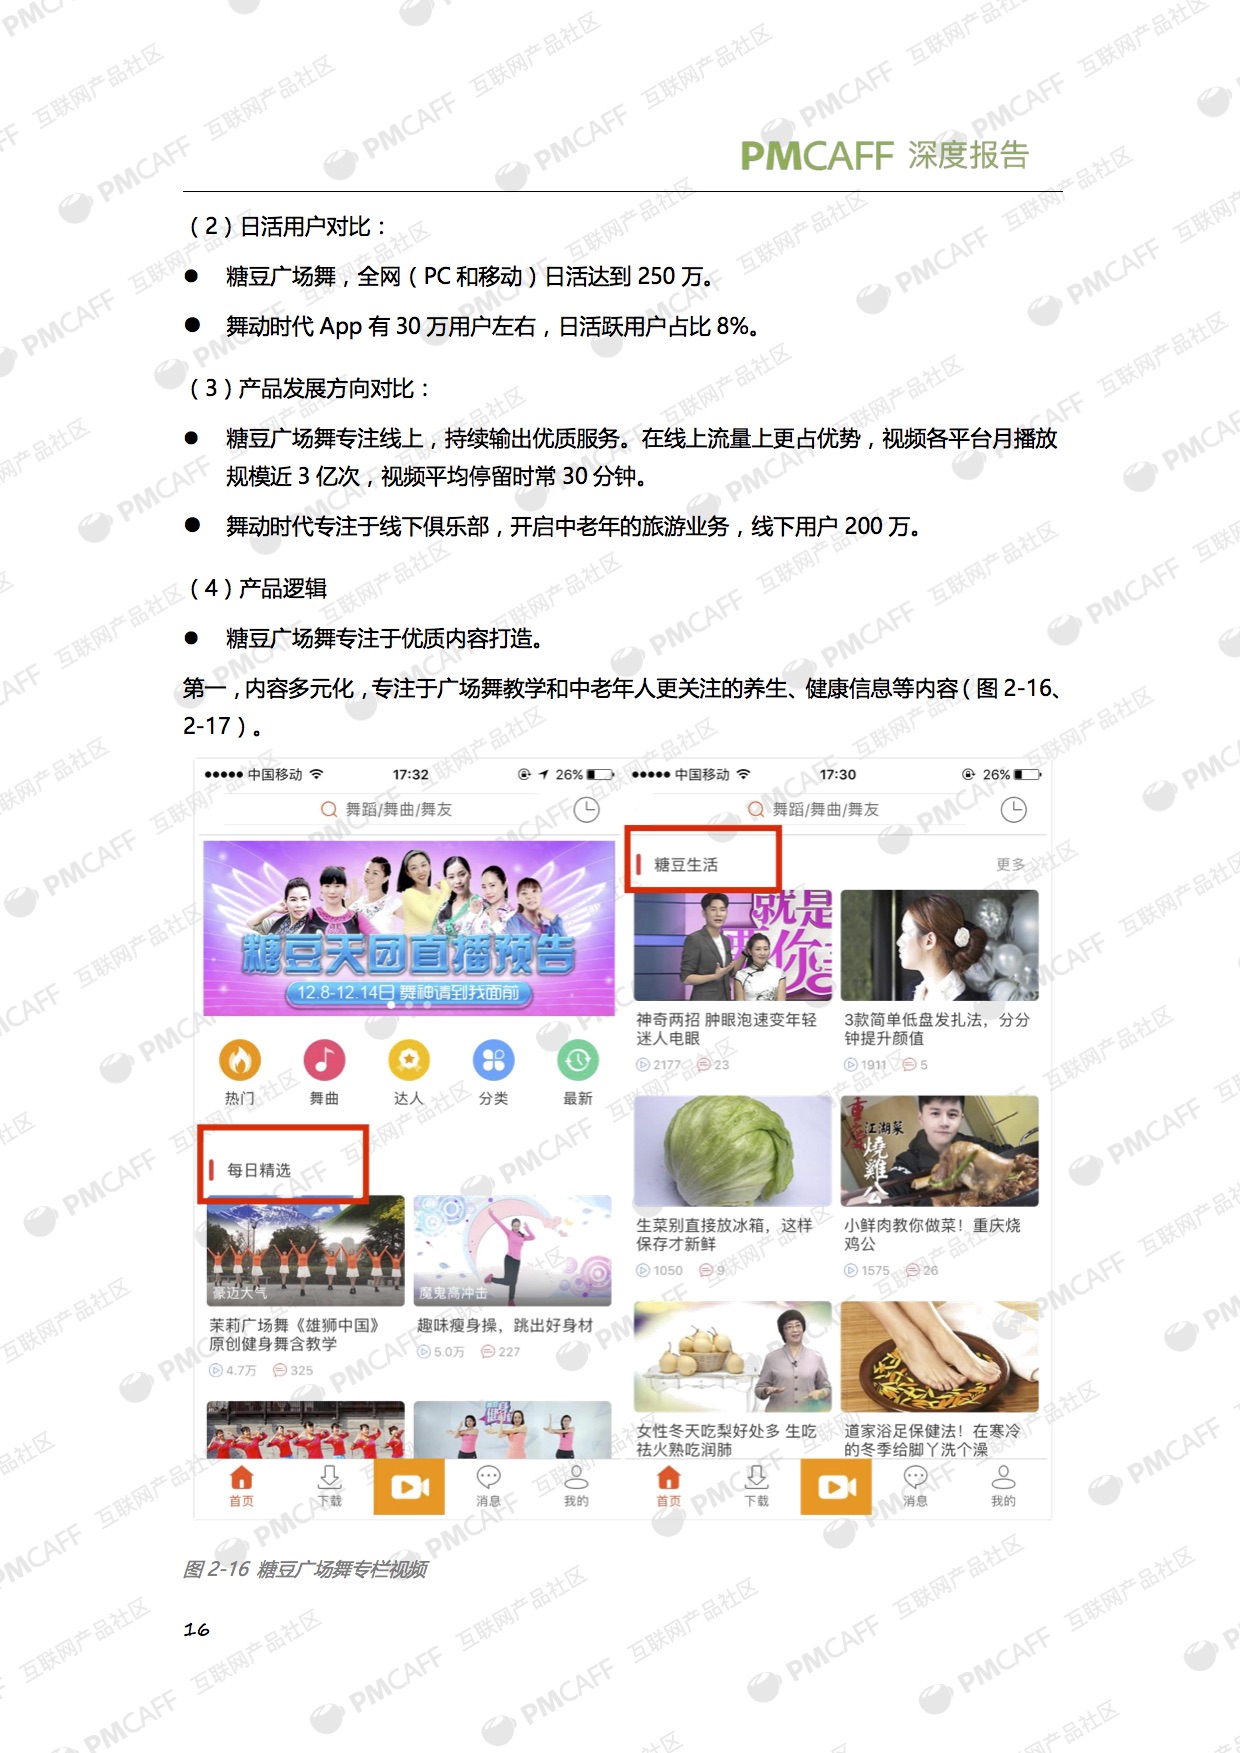 PMCAFF 深度报告
（2）日活用户对比：
● 糖豆广场舞，全网（PC 和移动）日活达到 250 万。
● 舞动时代 App 有 30 万用户左右，日活跃用户占比 8%。
（3）产品发展方向对比：
● 糖豆广场舞专注线上，持续输出优质服务。在线上流量上更占优势，视频各平台月播放
规模近 3 亿次，视频平均停留时常 30 分钟。
● 舞动时代专注于线下俱乐部，开启中老年的旅游业务，线下用户 200 万。
（4）产品逻辑
● 糖豆广场舞专注于优质内容打造。
第一，内容多元化，专注于广场舞教学和中老年人更关注的养生、健康信息等内容（图 2-16、
2-17）。
中国移动 17:32 26%
舞蹈/舞曲/舞友
糖豆天团直播预告
12.8-12.14日 舞神请到找面前
热门 舞曲 达人 分类 最新
每日精选
豪迈大气 魔鬼高冲击
茉莉广场舞《雄狮中国》 趣味瘦身操，跳出好身材
原创健身舞含教学 5.0万 227
4.7万 325
首页 下载 消息 我的
中国移动 17:30 26%
舞蹈/舞曲/舞友
糖豆生活 更多
就是
要你
神奇两招 肿眼泡速变年轻 3款简单低盘发扎法，分分
迷人电眼 钟提升颜值
2177 23 1911 5
重庆
江湖菜
烧鸡公
生菜别直接放冰箱，这样 小鲜肉教你做菜！重庆烧
保存才新鲜 鸡公
1050 9 1575 26
女性冬天吃梨好处多 生吃 道家浴足保健法！在寒冷
祛火熟吃润肺 的冬季给脚丫洗个澡
首页 下载 消息 我的
图 2-16 糖豆广场舞专栏视频
16
PMCAFF 互联网产品社区